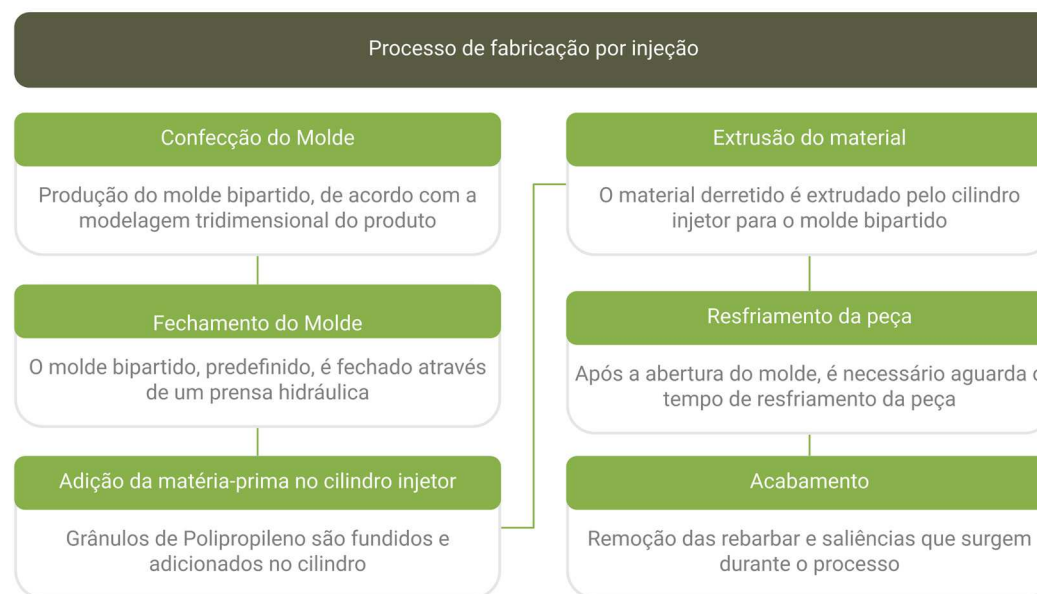 Processo de fabricação por injeção
Confecção do Molde
Produção do molde bipartido, de acordo com a
modelagem tridimensional do produto
Fechamento do Molde
O molde bipartido, predefinido, é fechado através
de um prensa hidráulica
Adição da matéria-prima no cilindro injetor
Grânulos de Polipropileno são fundidos e
adicionados no cilindro
Extrusão do material
O material derretido é extrudado pelo cilindro
injetor para o molde bipartido
Resfriamento da peça
Após a abertura do molde, é necessário aguarda o
tempo de resfriamento da peça
Acabamento
Remoção das rebarbar e saliências que surgem
durante o processo